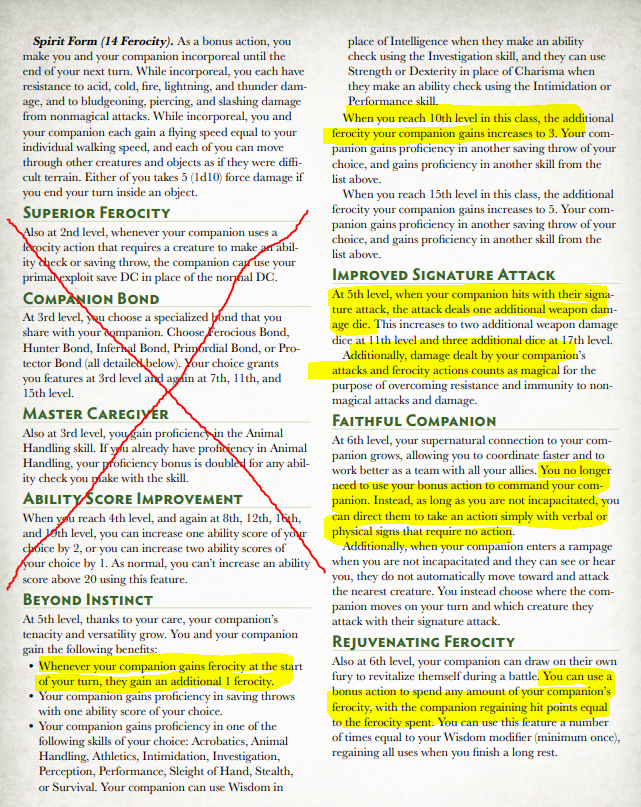 Spirit Form (14 Ferocity). As a bonus action, you
make you and your companion incorporeal until the
end of your next turn. While incorporeal, you each have
resistance to acid, cold, fire, lightning, and thunder dam-
age, and to bludgeoning, piercing, and slashing damage
from nonmagical attacks. While incorporeal, you and
your companion each gain a flying speed equal to your
individual walking speed, and each of you can move
through other creatures and objects as if they were diffi-
cult terrain. Either of you takes 5 (1d10) force damage if
you end your turn inside an object.
Superior Ferocity
Also at 2nd level, whenever your companion uses a
ferocity action that requires a creature to make an abil-
ity check or saving throw, the companion can use your
primal exploit save DC in place of the normal DC.
Companion Bond
At 3rd level, you choose a specialized bond that you
share with your companion. Choose Ferocious Bond,
Hunter Bond, Infernal Bond, Primordial Bond, or Pro-
tector Bond (all detailed below). Your choice grants
you features at 3rd level and again at 7th, 11th, and
15th level.
Master Caregiver
Also at 3rd level, you gain proficiency in the Animal
Handling skill. If you already have proficiency in Animal
Handling, your proficiency bonus is doubled for any abil-
ity check you make with the skill.
Ability Score Improvement
When you reach 4th level, and again at 8th, 12th, 16th,
and 19th level, you can increase one ability score of your
choice by 2, or you can increase two ability scores of
your choice by 1. As normal, you can't increase an ability
score above 20 using this feature.
Beyond Instinct
At 5th level, thanks to your care, your companion's
tenacity and versatility grow. You and your companion
gain the following benefits:
• Whenever your companion gains ferocity at the start
of your turn, they gain an additional 1 ferocity.
• Your companion gains proficiency in saving throws
with one ability score of your choice.
• Your companion gains proficiency in one of the
following skills of your choice: Acrobatics, Animal
Handling, Athletics, Intimidation, Investigation,
Perception, Performance, Sleight of Hand, Stealth,
or Survival. Your companion can use Wisdom in
place of Intelligence when they make an ability
check using the Investigation skill, and they can use
Strength or Dexterity in place of Charisma when
they make an ability check using the Intimidation or
Performance skill.
When you reach 10th level in this class, the additional
ferocity your companion gains increases to 3. Your com-
panion gains proficiency in another saving throw of your
choice, and gains proficiency in another skill from the
list above.
When you reach 15th level in this class, the additional
ferocity your companion gains increases to 5. Your com-
panion gains proficiency in another saving throw of your
choice, and gains proficiency in another skill from the
list above.
Improved Signature Attack
At 5th level, when your companion hits with their signa-
ture attack, the attack deals one additional weapon dam-
age die. This increases to two additional weapon damage
dice at 11th level and three additional dice at 17th level.
Additionally, damage dealt by your companion's
attacks and ferocity actions counts as magical for the
purpose of overcoming resistance and immunity to non-
magical attacks and damage.
Faithful Companion
At 6th level, your supernatural connection to your com-
panion grows, allowing you to coordinate faster and to
work better as a team with all your allies. You no longer
need to use your bonus action to command your com-
panion. Instead, as long as you are not incapacitated, you
can direct them to take an action simply with verbal or
physical signs that require no action.
Additionally, when your companion enters a rampage
when you are not incapacitated and they can see or hear
you, they do not automatically move toward and attack
the nearest creature. You instead choose where the com-
panion moves on your turn and which creature they
attack with their signature attack.
Rejuvenating Ferocity
Also at 6th level, your companion can draw on their own
fury to revitalize themself during a battle. You can use a
bonus action to spend any amount of your companion's
ferocity, with the companion regaining hit points equal
to the ferocity spent. You can use this feature a number
of times equal to your Wisdom modifier (minimum once),
regaining all uses when you finish a long rest.